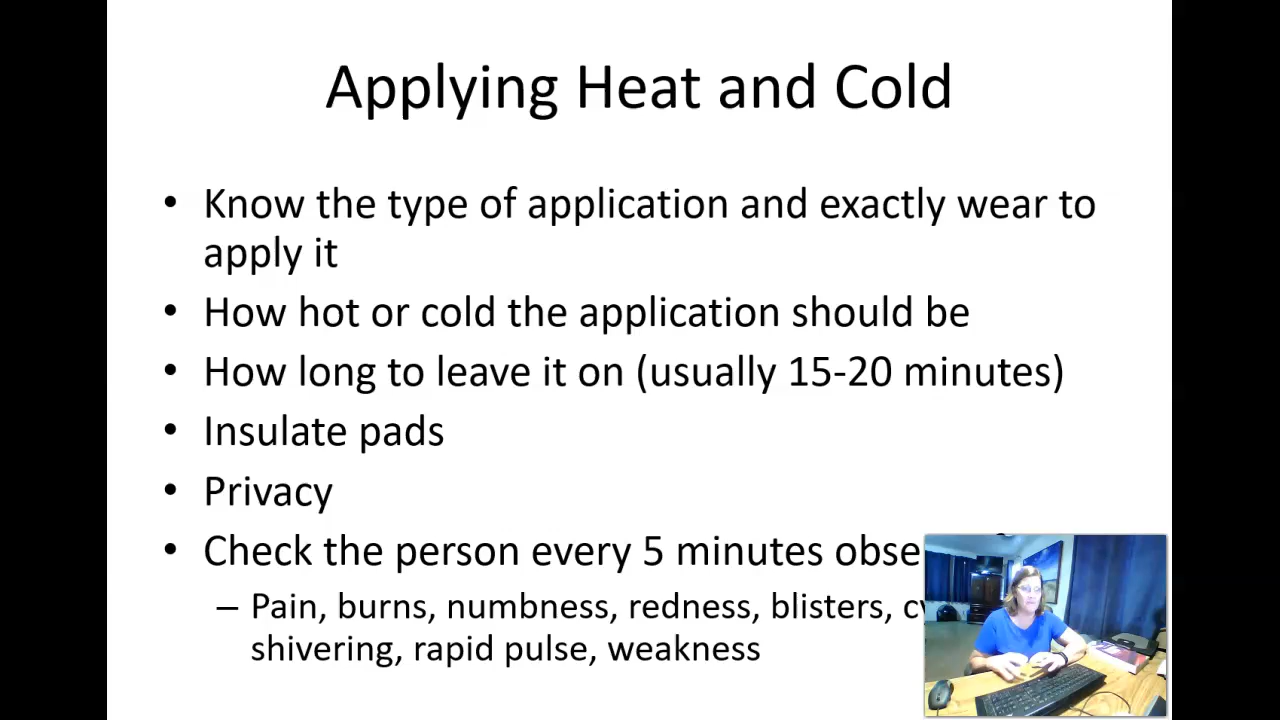 Applying Heat and Cold
• Know the type of application and exactly wear to
apply it
• How hot or cold the application should be
• How long to leave it on (usually 15-20 minutes)
• Insulate pads
• Privacy
• Check the person every 5 minutes
– Pain, burns, numbness, redness, blisters,
shivering, rapid pulse, weakness